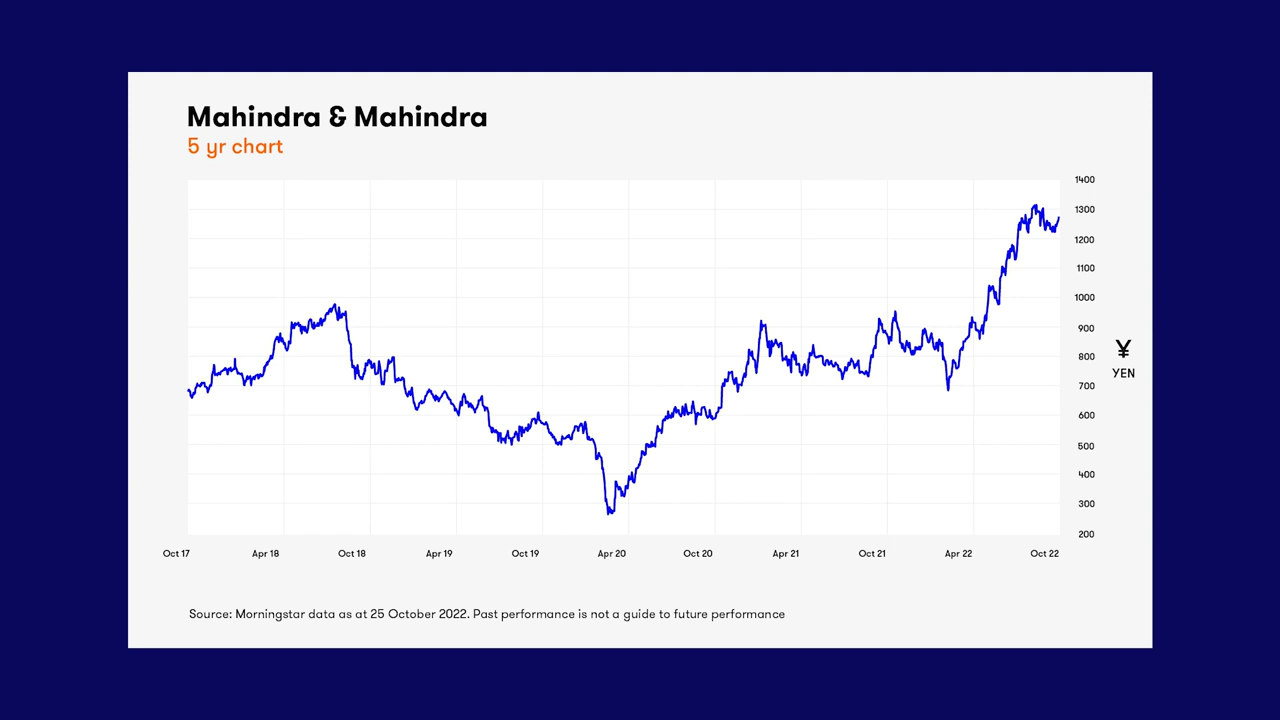 Mahindra & Mahindra
5 yr chart
1400
1300
1200
1100
1000
900
800
700
600
500
400
300
200
¥
YEN
Oct 17 Apr 18 Oct 18 Apr 19 Oct 19 Apr 20 Oct 20 Apr 21 Oct 21 Apr 22 Oct 22
Source: Morningstar data as at 25 October 2022. Past performance is not a guide to future performance